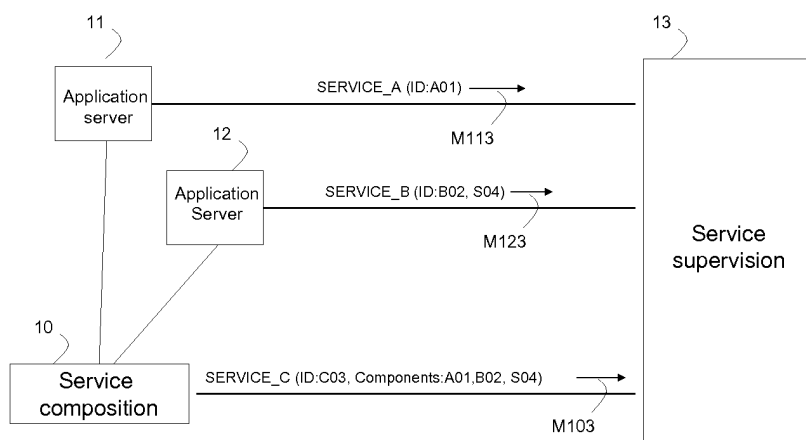 11
13
Application
server
SERVICE_A (ID:A01)
M113
12
Application
Server
SERVICE_B (ID:B02, S04)
M123
Service
supervision
10
Service
composition
SERVICE_C (ID:C03, Components:A01,B02, S04)
M103